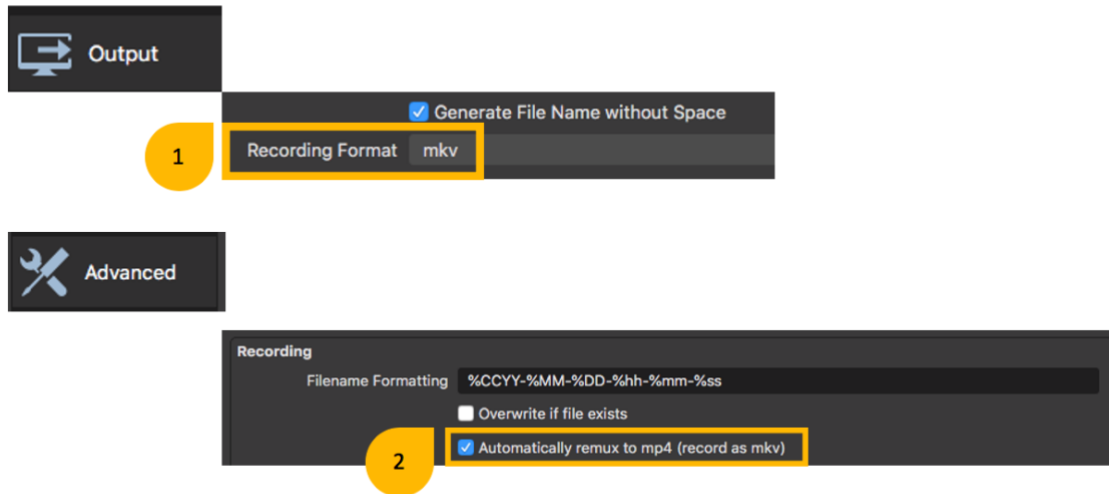 Output
Generate File Name without Space
1
Recording Format mkv
Advanced
Recording
Filename Formatting %CCYY-%MM-%DD-%hh-%mm-%ss
Overwrite if file exists
2
Automatically remux to mp4 (record as mkv)